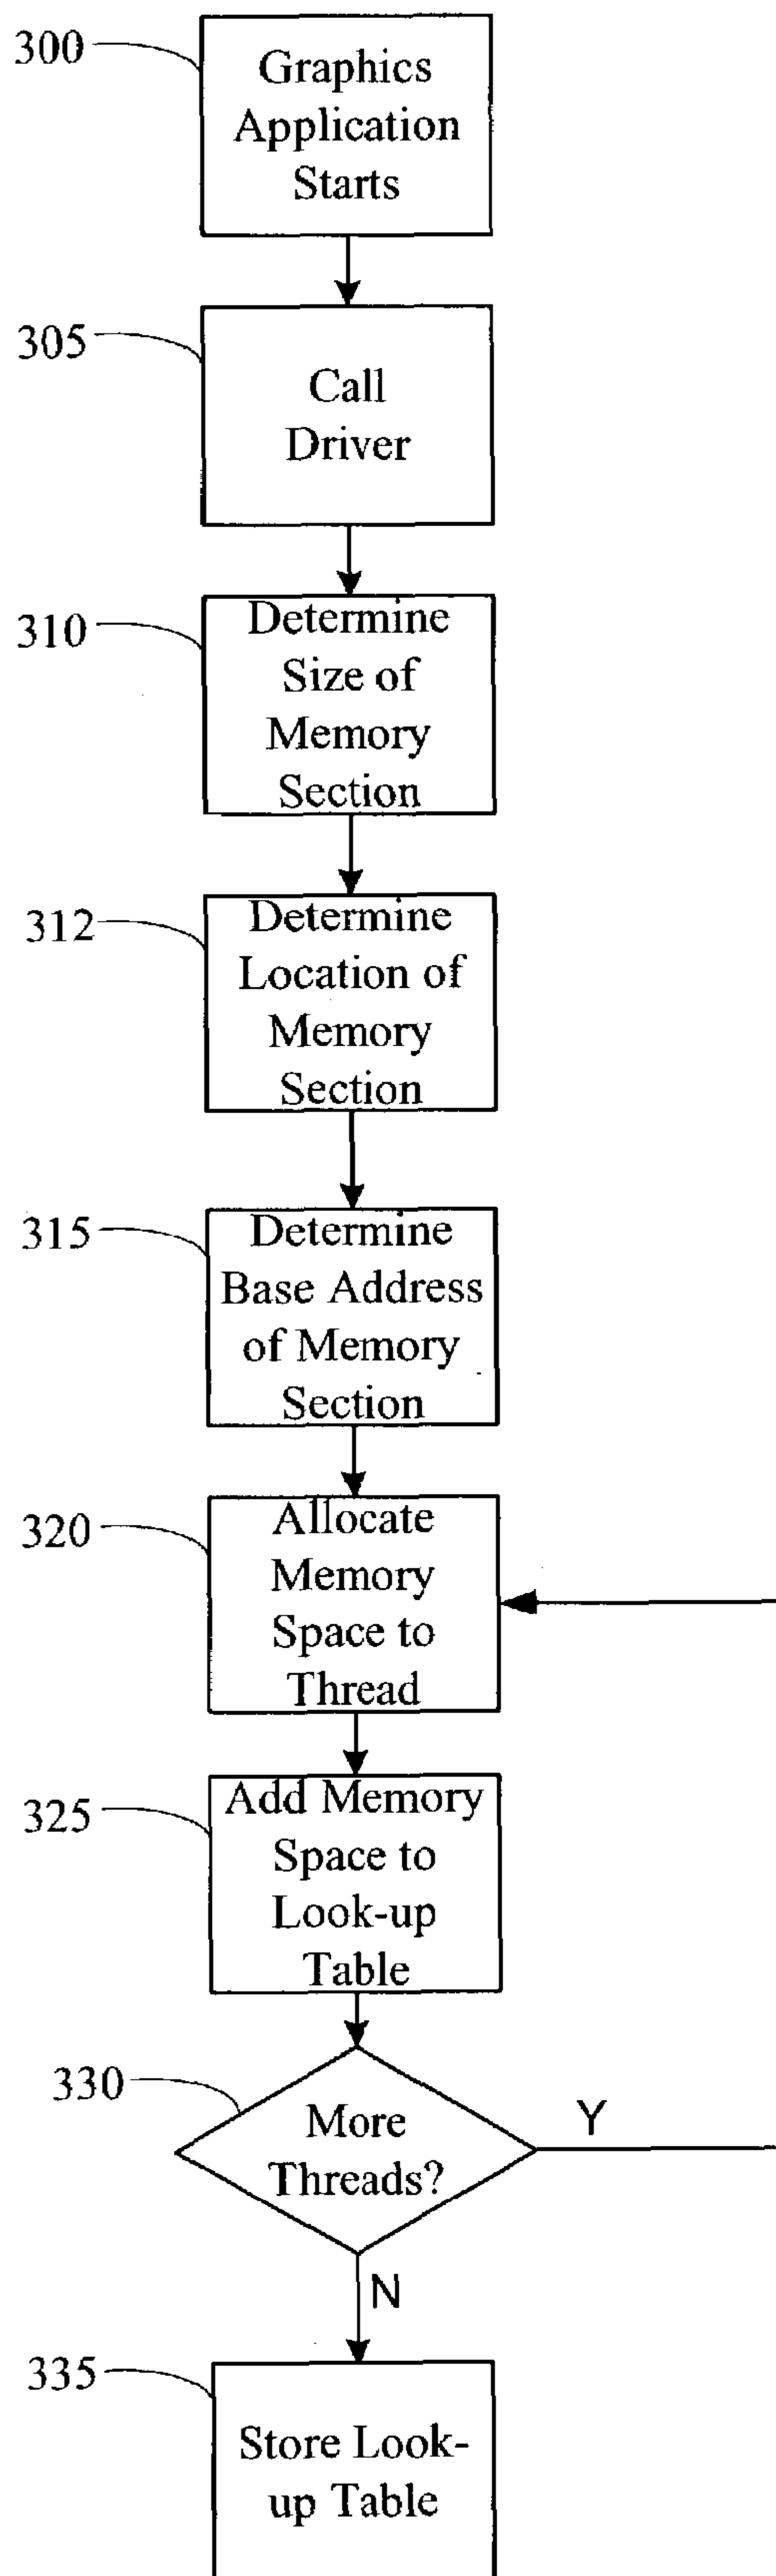 300
Graphics
Application
Starts
305
Call
Driver
310
Determine
Size of
Memory
Section
312
Determine
Location of
Memory
Section
315
Determine
Base Address
of Memory
Section
320
Allocate
Memory
Space to
Thread
325
Add Memory
Space to
Look-up
Table
330
More
Threads?
Y
N
335
Store Look-
up Table